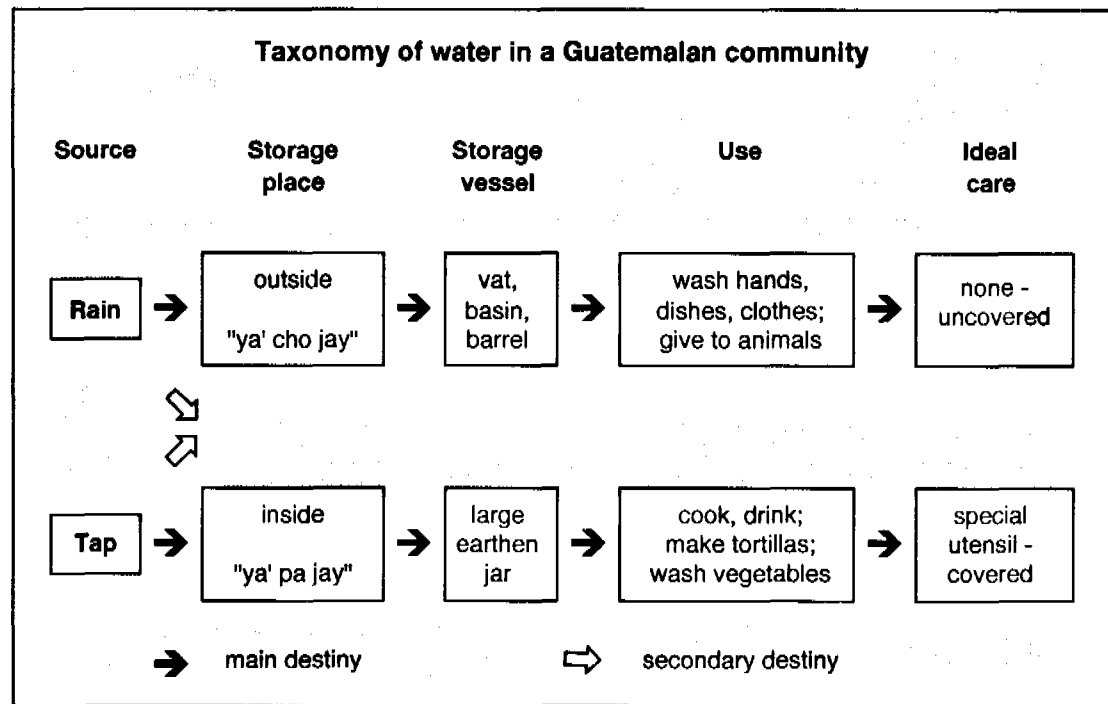 Taxonomy of water in a Guatemalan community
Source
Storage
place
Storage
vessel
Use
Ideal
care
Rain
outside
"ya' cho jay"
vat,
basin,
barrel
wash hands,
dishes, clothes;
give to animals
none -
uncovered
Tap
inside
"ya' pa jay"
large
earthen
jar
cook, drink;
make tortillas;
wash vegetables
special
utensil -
covered
main destiny
secondary destiny